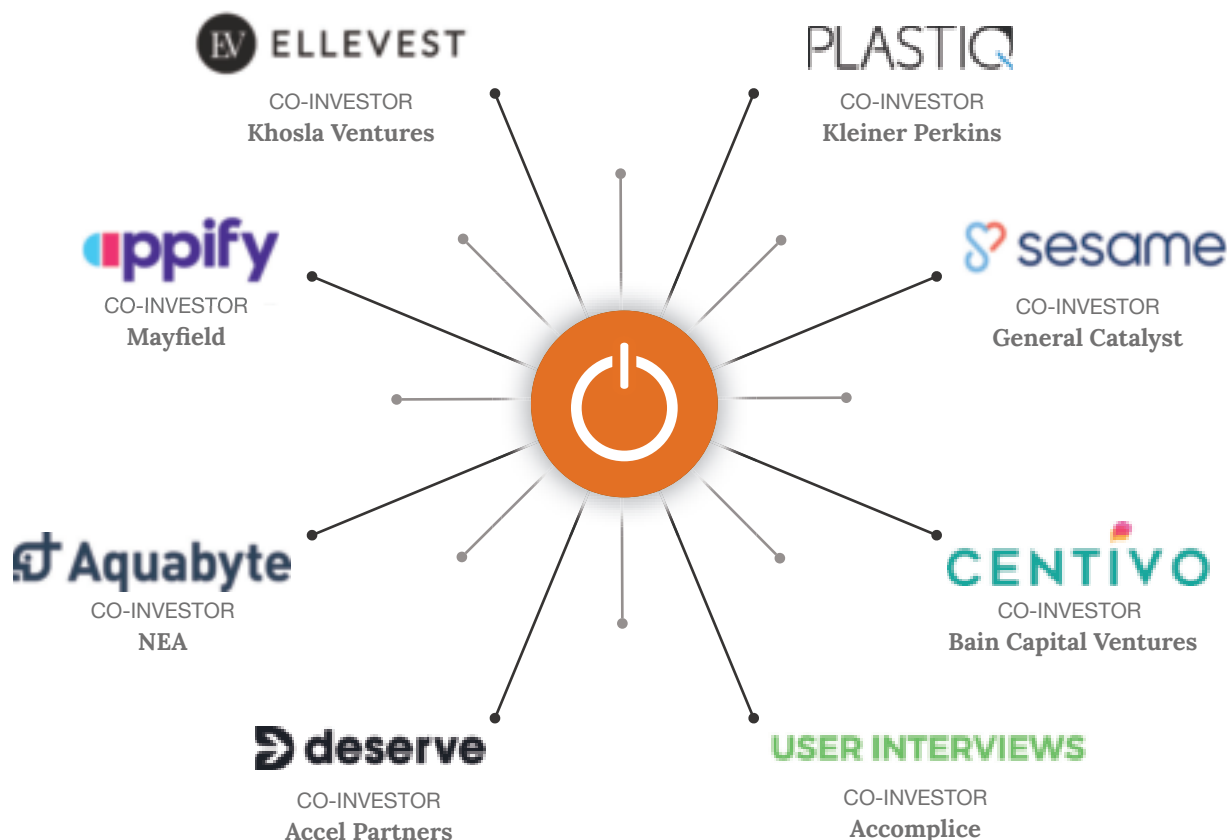 EV ELLEVEST
CO-INVESTOR
Khosla Ventures
PLASTIQ
CO-INVESTOR
Kleiner Perkins
appify
CO-INVESTOR
Mayfield
sesame
CO-INVESTOR
General Catalyst
Aquabyte
CO-INVESTOR
NEA
CENTIVO
CO-INVESTOR
Bain Capital Ventures
deserve
CO-INVESTOR
Accel Partners
USER INTERVIEWS
CO-INVESTOR
Accomplice